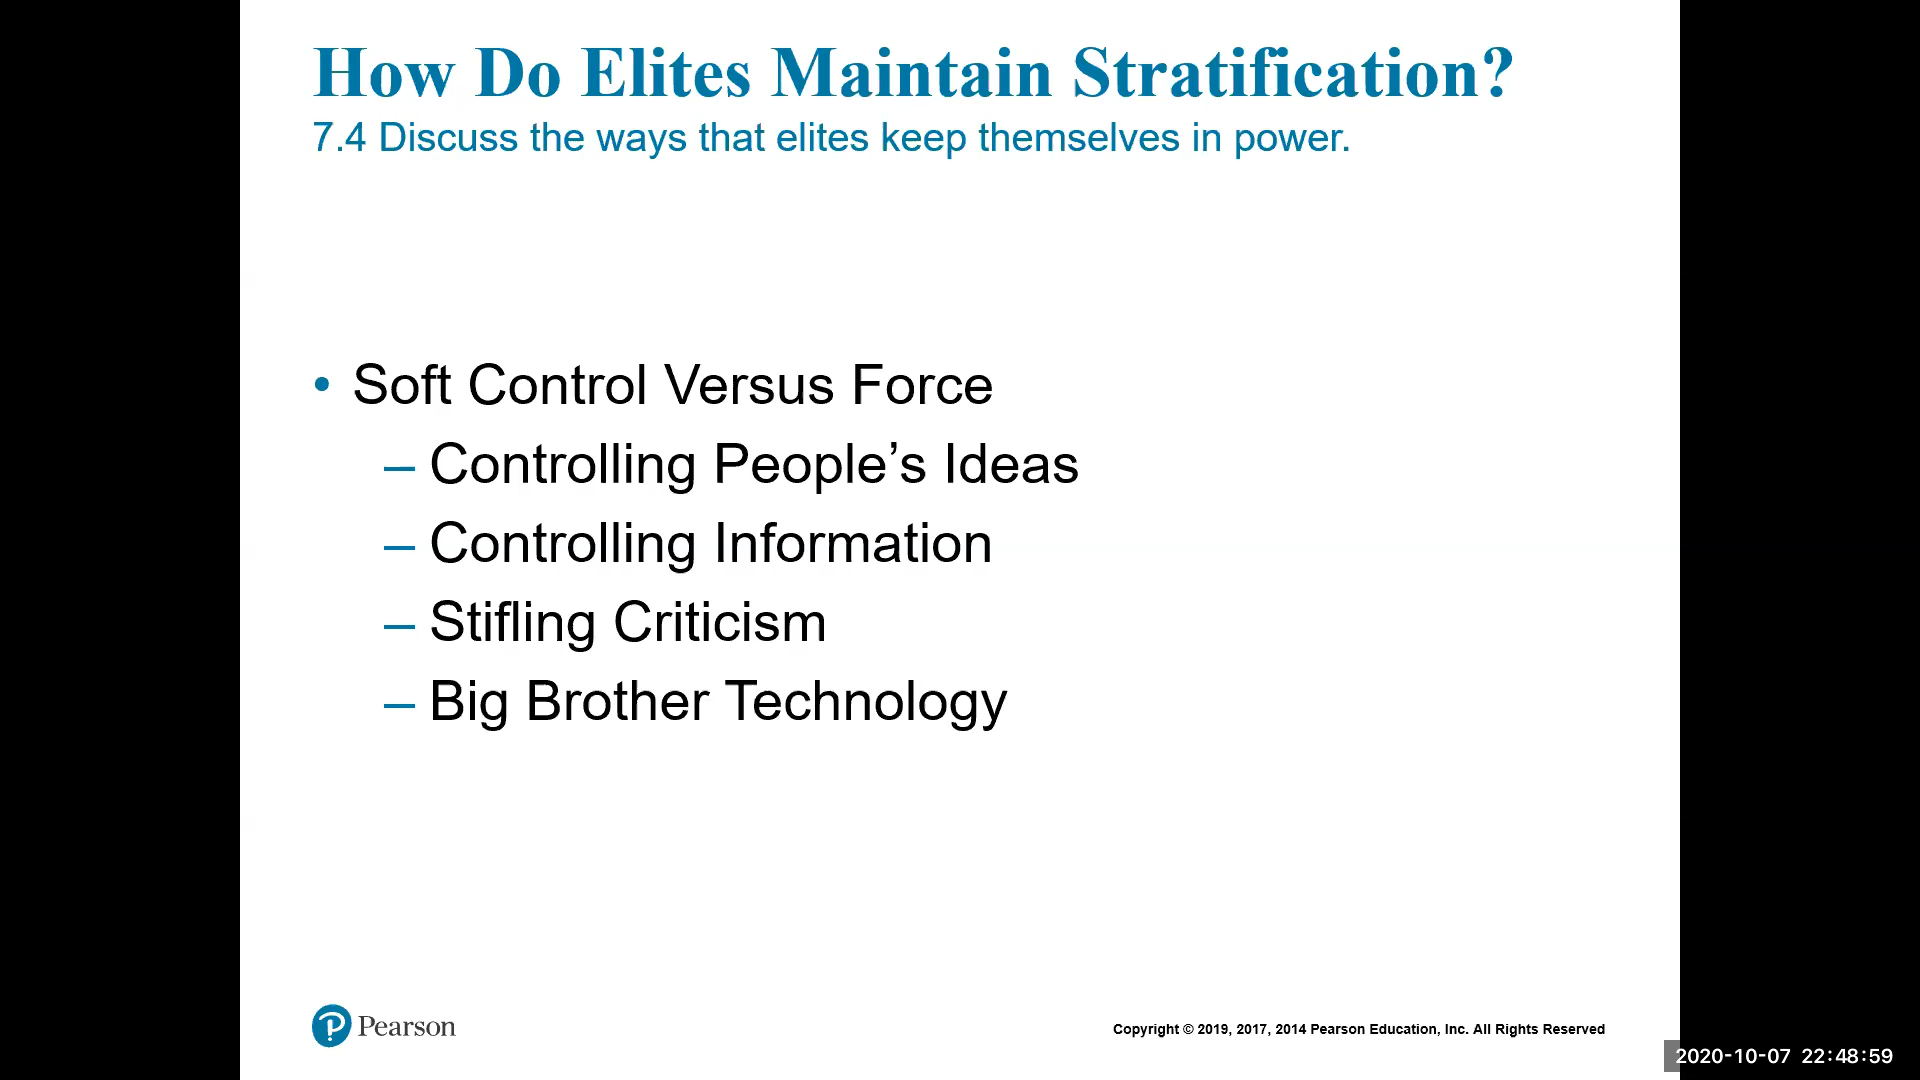 How Do Elites Maintain Stratification?
7.4 Discuss the ways that elites keep themselves in power.
• Soft Control Versus Force
– Controlling People’s Ideas
– Controlling Information
– Stifling Criticism
– Big Brother Technology
Pearson
Copyright © 2019, 2017, 2014 Pearson Education, Inc. All Rights Reserved
2020-10-07 22:48:59